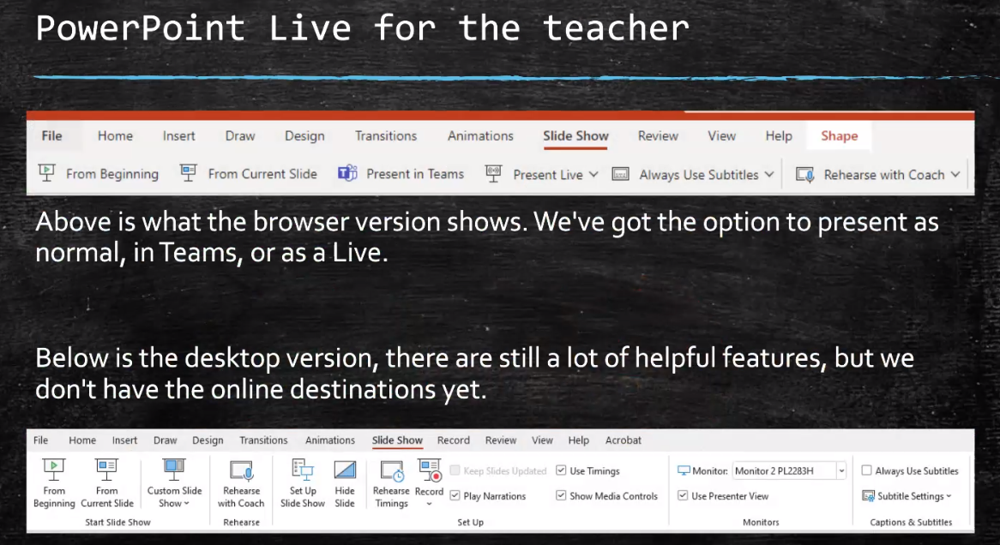 PowerPoint Live for the teacher
File Home Insert Draw Design Transitions Animations Slide Show Review View Help Shape
From Beginning From Current Slide Present in Teams Present Live Always Use Subtitles Rehearse with Coach
Above is what the browser version shows. We've got the option to present as
normal, in Teams, or as a Live.
Below is the desktop version, there are still a lot of helpful features, but we
don't have the online destinations yet.
File Home Insert Draw Design Transitions Animations Slide Show Record Review View Help Acrobat
From Beginning
From Current Slide
Custom Slide Show
Rehearse with Coach
Set Up Slide Show
Hide Slide
Rehearse Timings
Record
Keep Slides Updated
Use Timings
Play Narrations
Show Media Controls
Monitor: Monitor 2 PL2283H
Use Presenter View
Always Use Subtitles
Subtitle Settings
Start Slide Show Rehearse Set Up Monitors Captions & Subtitles